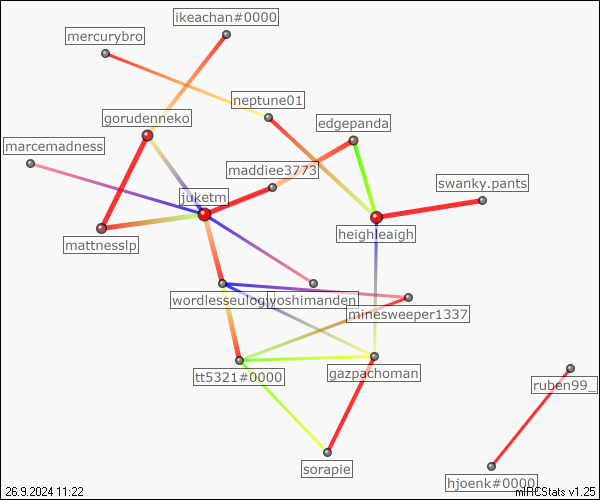 ikeachan#0000
mercurybro
neptune01
gorudenneko
edgepanda
marcemadness
maddiee3773
swanky.pants
juketm
heighleaigh
mattnesslp
wordlesseulogy
yoshimanden_
minesweeper1337
tt5321#0000
gazpachoman
ruben99_
sorapie
hjoenk#0000
26.9.2024 11:22
mIRCStats v1.25